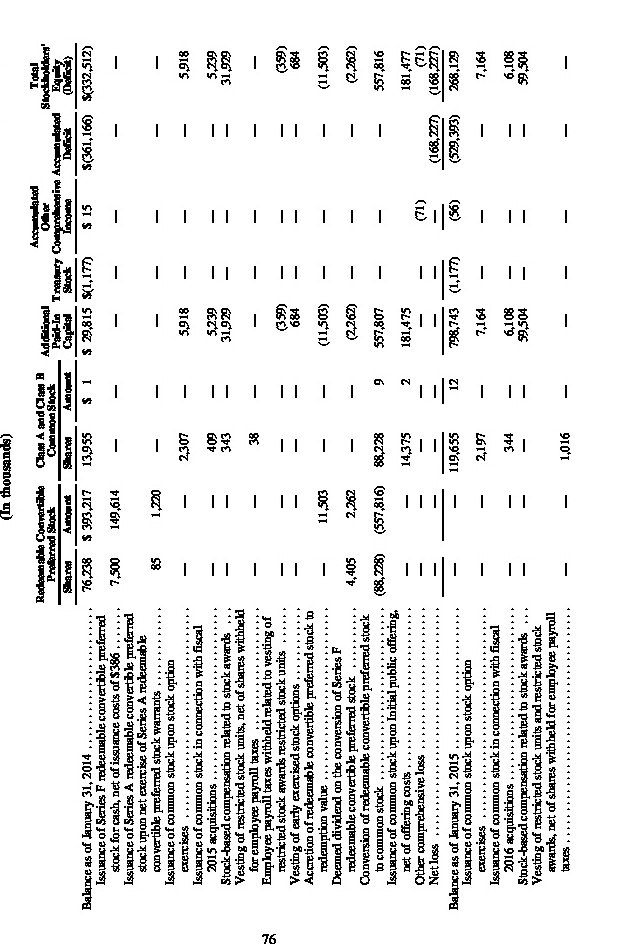 (In thousands)
Redeemable Convertible Preferred Stock Class A and Class B Common Stock Additional Paid-In Capital Treasury Stock Accumulated Other Comprehensive Income Accumulated Deficit Total Stockholders' Equity (Deficit)
Shares Amount Shares Amount
Balance as of January 31, 2014 76,238 $ 393,217 13,955 $ 1 $ 29,815 $(1,177) $ 15 $(361,166) $(332,512)
Issuance of Series F redeemable convertible preferred
stock for cash, net of issuance costs of $386 7,500 149,614 — — — — — — —
Issuance of Series A redeemable convertible preferred
stock upon net exercise of Series A redeemable
convertible preferred stock warrants 85 1,220 — — — — — — —
Issuance of common stock upon stock option
exercises — — 2,307 — 5,918 — — — 5,918
Issuance of common stock in connection with fiscal
2015 acquisitions — — 409 — 5,239 — — — 5,239
Stock-based compensation related to stock awards — — 343 — 31,929 — — — 31,929
Vesting of restricted stock units, net of shares withheld
for employee payroll taxes — — 38 — — — — — —
Employee payroll taxes withheld related to vesting of
restricted stock awards restricted stock units — — — — (359) — — — (359)
Vesting of early exercised stock options — — — — 684 — — — 684
Accretion of redeemable convertible preferred stock to
redemption value — 11,503 — — (11,503) — — — (11,503)
Deemed dividend on the conversion of Series F
redeemable convertible preferred stock 4,405 2,262 — — (2,262) — — — (2,262)
Conversion of redeemable convertible preferred stock
to common stock (88,228) (557,816) 88,228 9 557,807 — — — 557,816
Issuance of common stock upon Initial public offering,
net of offering costs — — 14,375 2 181,475 — — — 181,477
Other comprehensive loss — — — — — — (71) — (71)
Net loss — — — — — — — (168,227) (168,227)
Balance as of January 31, 2015 — — 119,655 12 798,743 (1,177) (56) (529,393) 268,129
Issuance of common stock upon stock option
exercises — — 2,197 — 7,164 — — — 7,164
Issuance of common stock in connection with fiscal
2016 acquisitions — — 344 — 6,108 — — — 6,108
Stock-based compensation related to stock awards — — — — 59,504 — — — 59,504
Vesting of restricted stock units and restricted stock
awards, net of shares withheld for employee payroll
taxes — — 1,016 — — — — — —
76